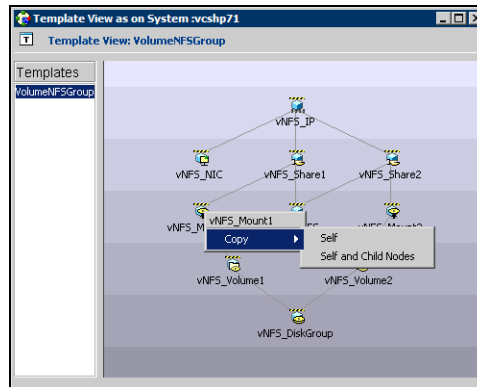 Template View as on System :vcshp71
Template View: VolumeNFSGroup
Templates
VolumeNFSGroup
vNFS_IP
vNFS_NIC
vNFS_Share1
vNFS_Share2
vNFS_Mount1
Copy
Self
Self and Child Nodes
vNFS_Volume1
vNFS_Volume2
vNFS_DiskGroup